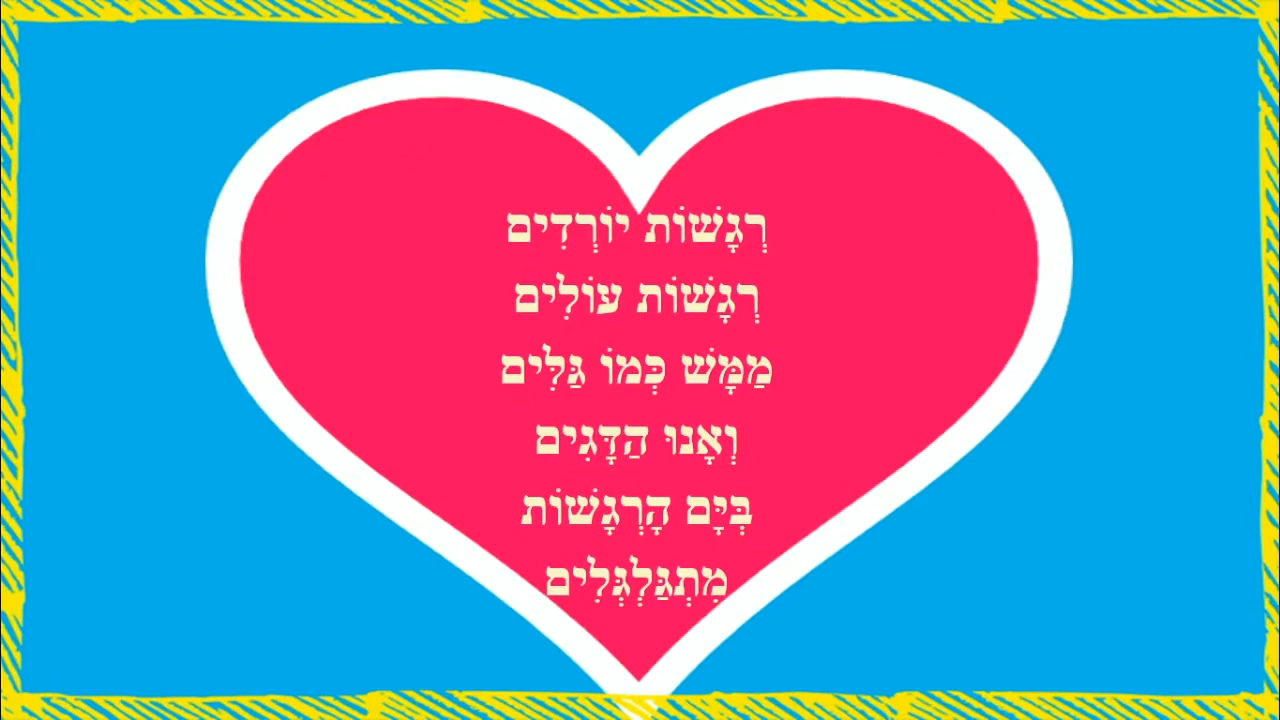 רְגָשׁוֹת יוֹרְדִים
רְגָשׁוֹת עוֹלִים
מַמָּשׁ כְּמוֹ גַּלִּים
וְאָנוּ הַדָּגִים
בְּיָּם הָרְגָשׁוֹת
מִתְגַּלְגְּלִים